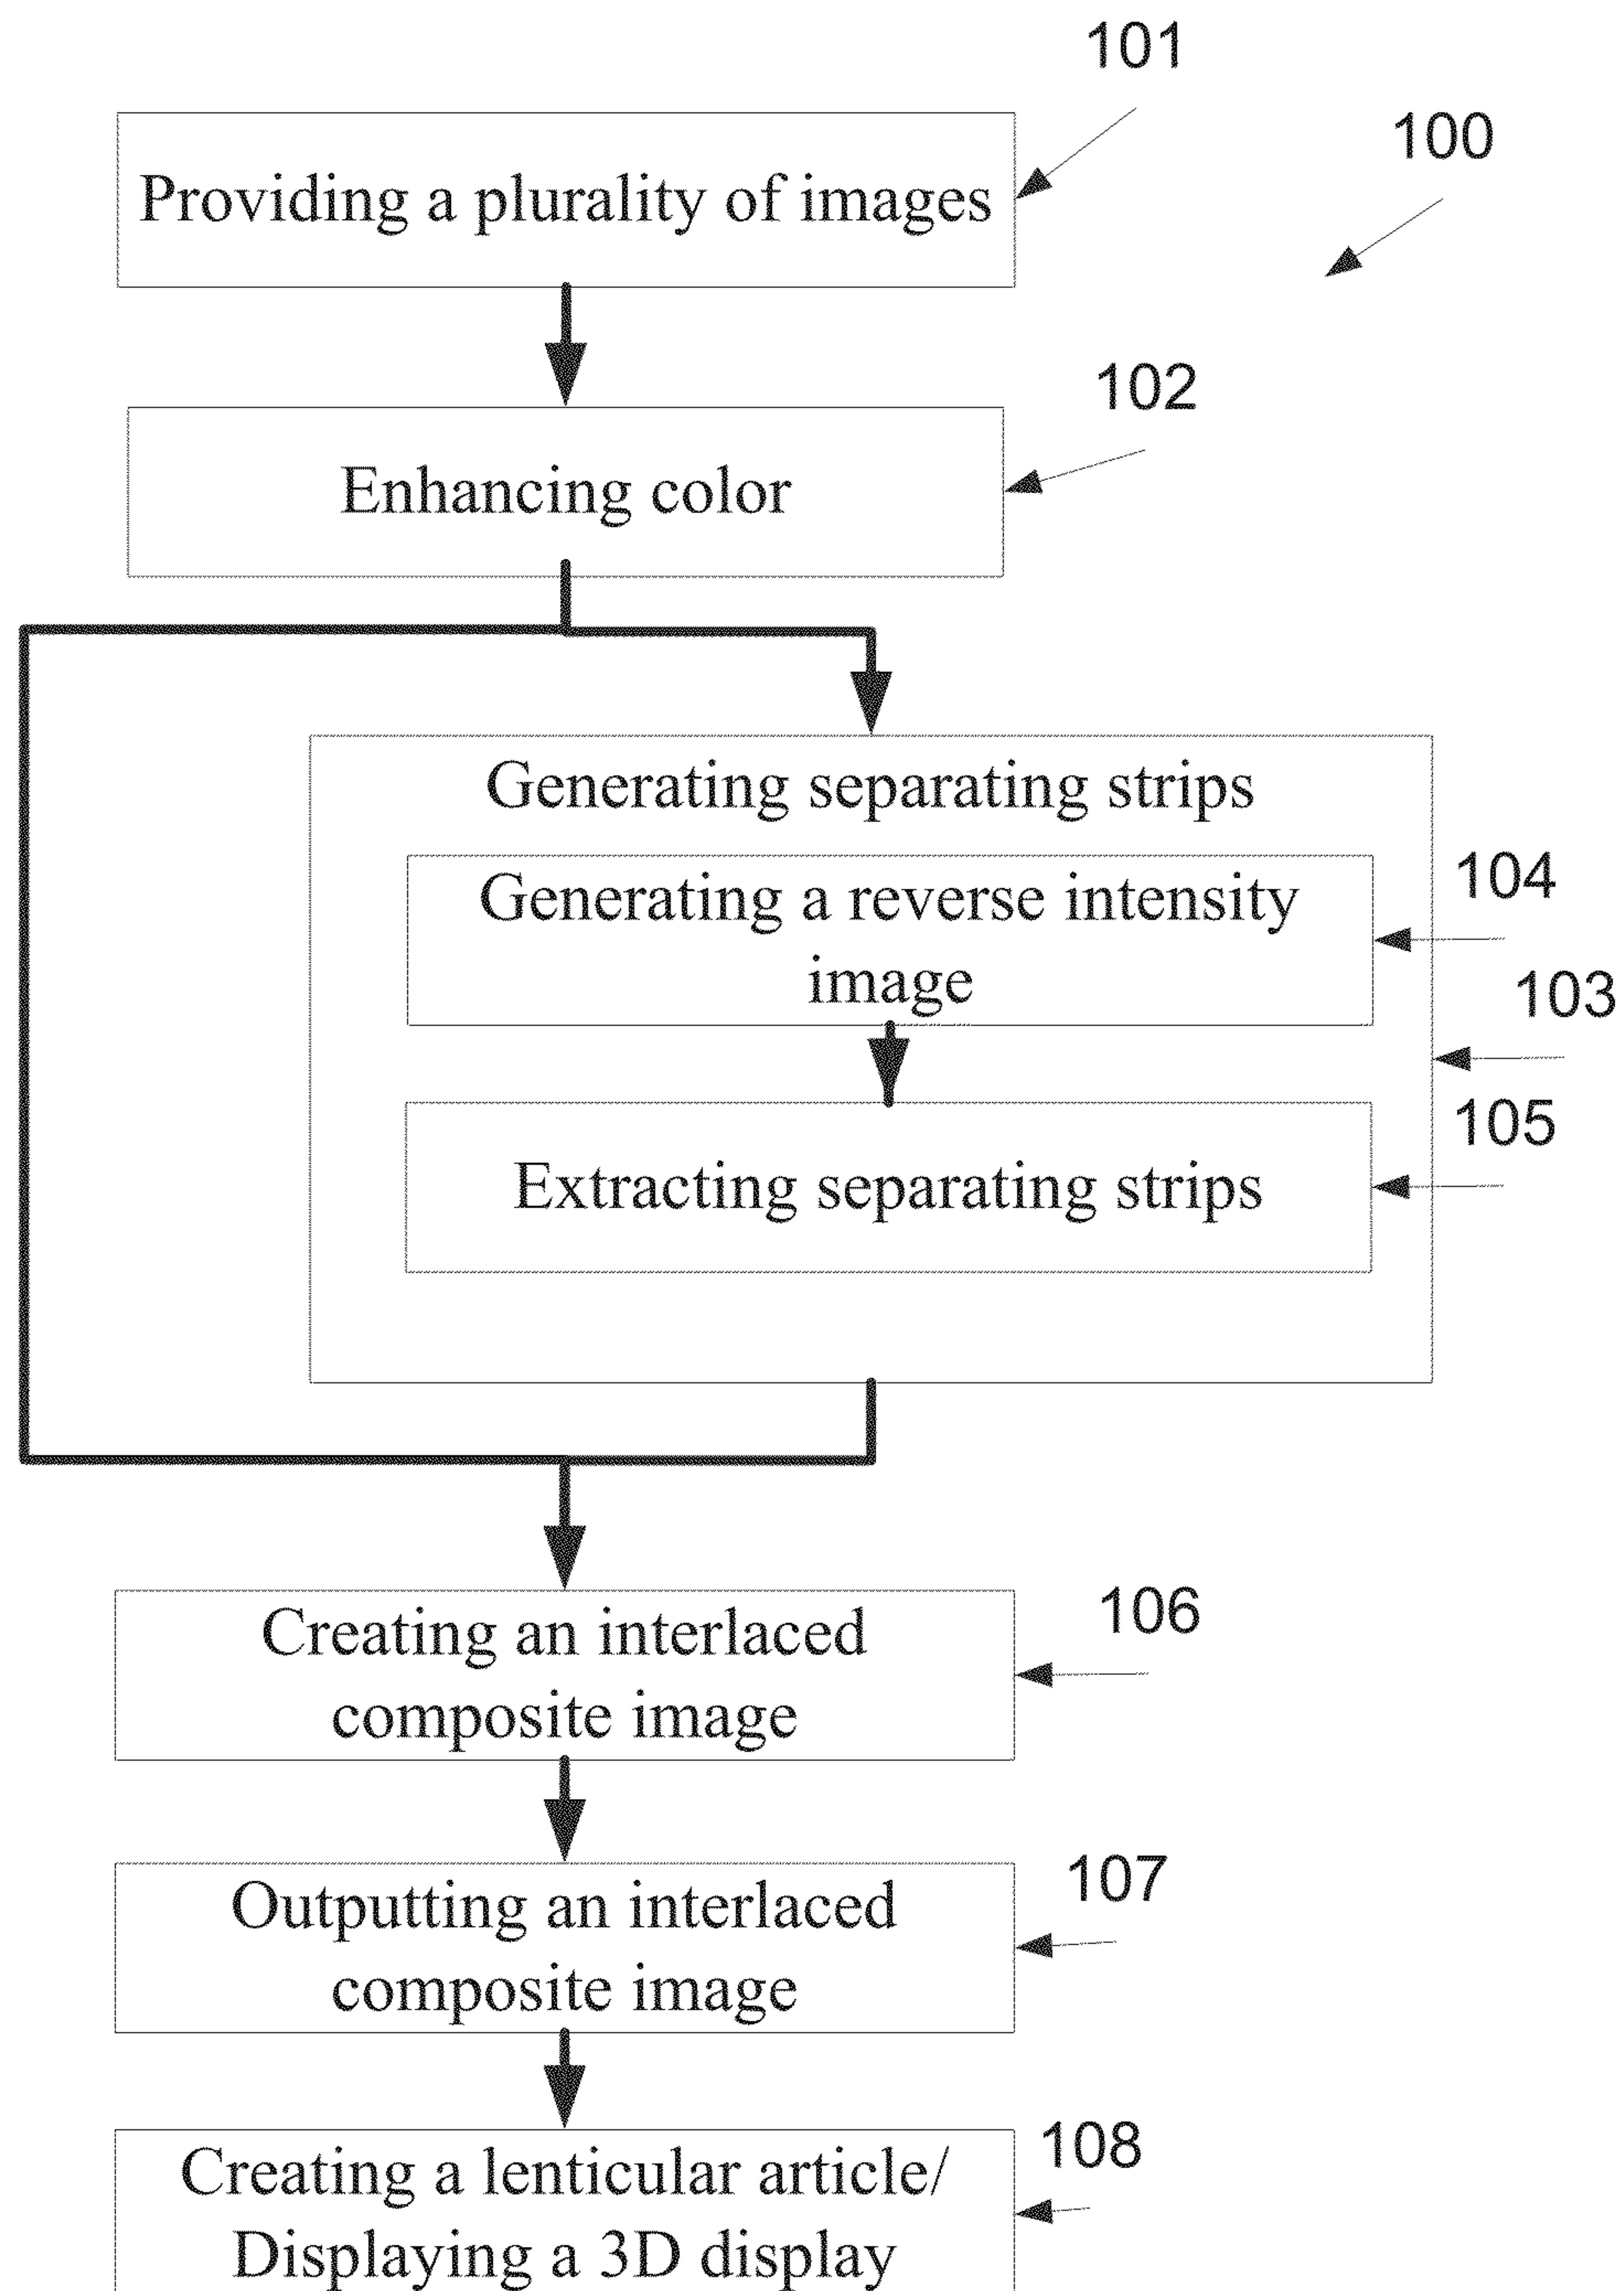 101
100
Providing a plurality of images
102
Enhancing color
Generating separating strips
104
Generating a reverse intensity
image
103
105
Extracting separating strips
106
Creating an interlaced
composite image
107
Outputting an interlaced
composite image
108
Creating a lenticular article/
Displaying a 3D display